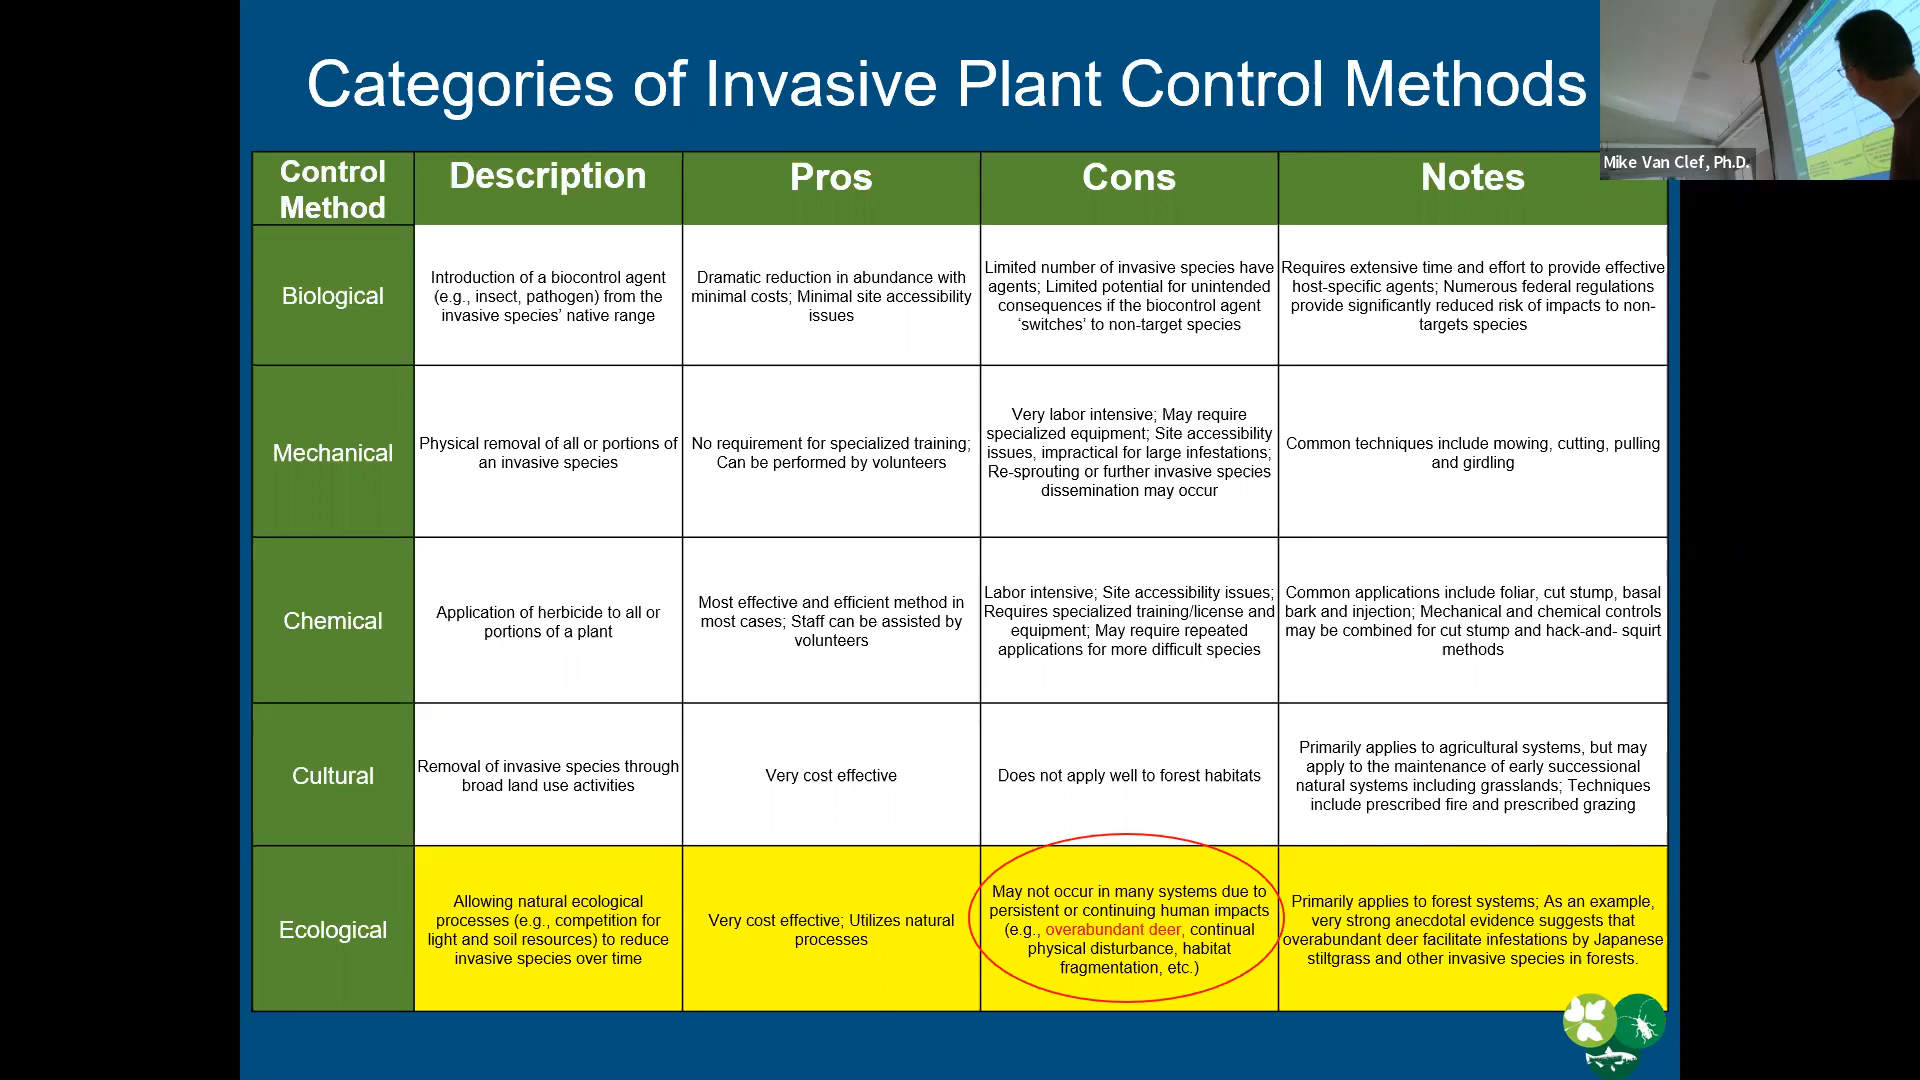 Categories of Invasive Plant Control Methods
Mike Van Clef, Ph.D.
Control
Method
Description
Pros
Cons
Notes
Biological
Introduction of a biocontrol agent
(e.g., insect, pathogen) from the
invasive species’ native range
Dramatic reduction in abundance with
minimal costs; Minimal site accessibility
issues
Limited number of invasive species have
agents; Limited potential for unintended
consequences if the biocontrol agent
‘switches’ to non-target species
Requires extensive time and effort to provide effective
host-specific agents; Numerous federal regulations
provide significantly reduced risk of impacts to non-
targets species
Mechanical
Physical removal of all or portions of
an invasive species
No requirement for specialized training;
Can be performed by volunteers
Very labor intensive; May require
specialized equipment; Site accessibility
issues, impractical for large infestations;
Re-sprouting or further invasive species
dissemination may occur
Common techniques include mowing, cutting, pulling
and girdling
Chemical
Application of herbicide to all or
portions of a plant
Most effective and efficient method in
most cases; Staff can be assisted by
volunteers
Labor intensive; Site accessibility issues;
Requires specialized training/license and
equipment; May require repeated
applications for more difficult species
Common applications include foliar, cut stump, basal
bark and injection; Mechanical and chemical controls
may be combined for cut stump and hack-and- squirt
methods
Cultural
Removal of invasive species through
broad land use activities
Very cost effective
Does not apply well to forest habitats
Primarily applies to agricultural systems, but may
apply to the maintenance of early successional
natural systems including grasslands; Techniques
include prescribed fire and prescribed grazing
Ecological
Allowing natural ecological
processes (e.g., competition for
light and soil resources) to reduce
invasive species over time
Very cost effective; Utilizes natural
processes
May not occur in many systems due to
persistent or continuing human impacts
(e.g., overabundant deer, continual
physical disturbance, habitat
fragmentation, etc.)
Primarily applies to forest systems; As an example,
very strong anecdotal evidence suggests that
overabundant deer facilitate infestations by Japanese
stiltgrass and other invasive species in forests.